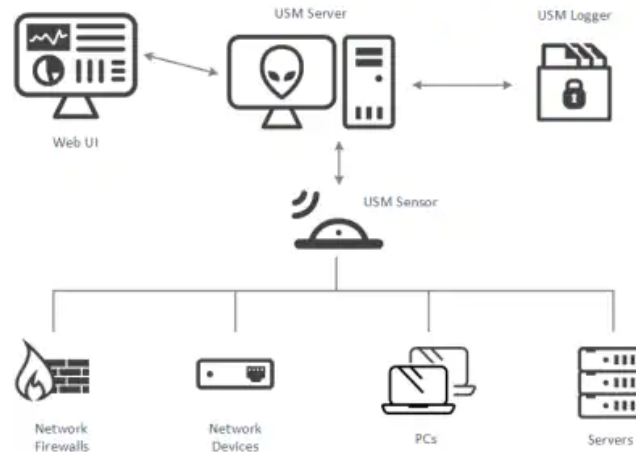 USM Server
USM Logger
Web UI
USM Sensor
Network
Firewalls
Network
Devices
PCs
Servers